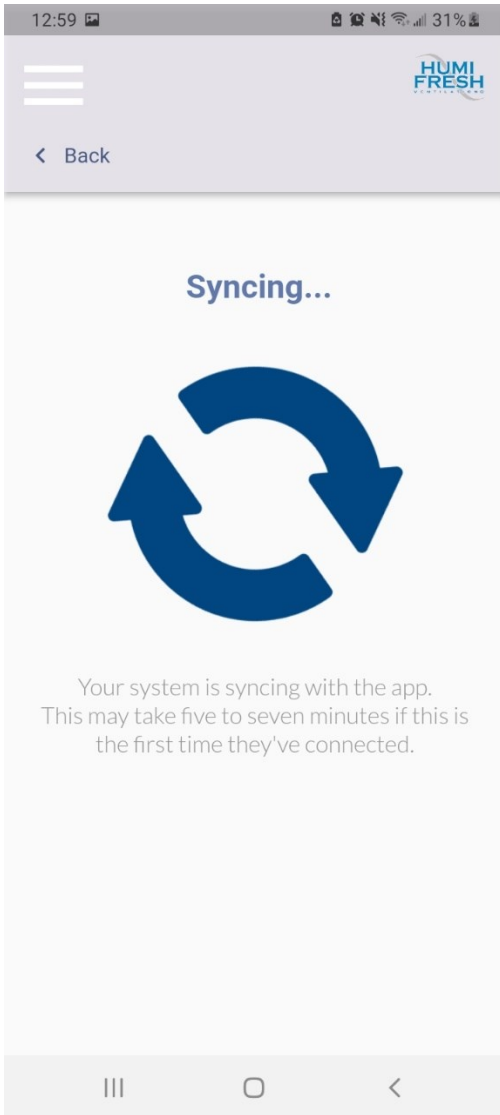 12:59
31%
HUMI
FRESH
VENTILATIONS
Back
Syncing...
Your system is syncing with the app.
This may take five to seven minutes if this is
the first time they've connected.